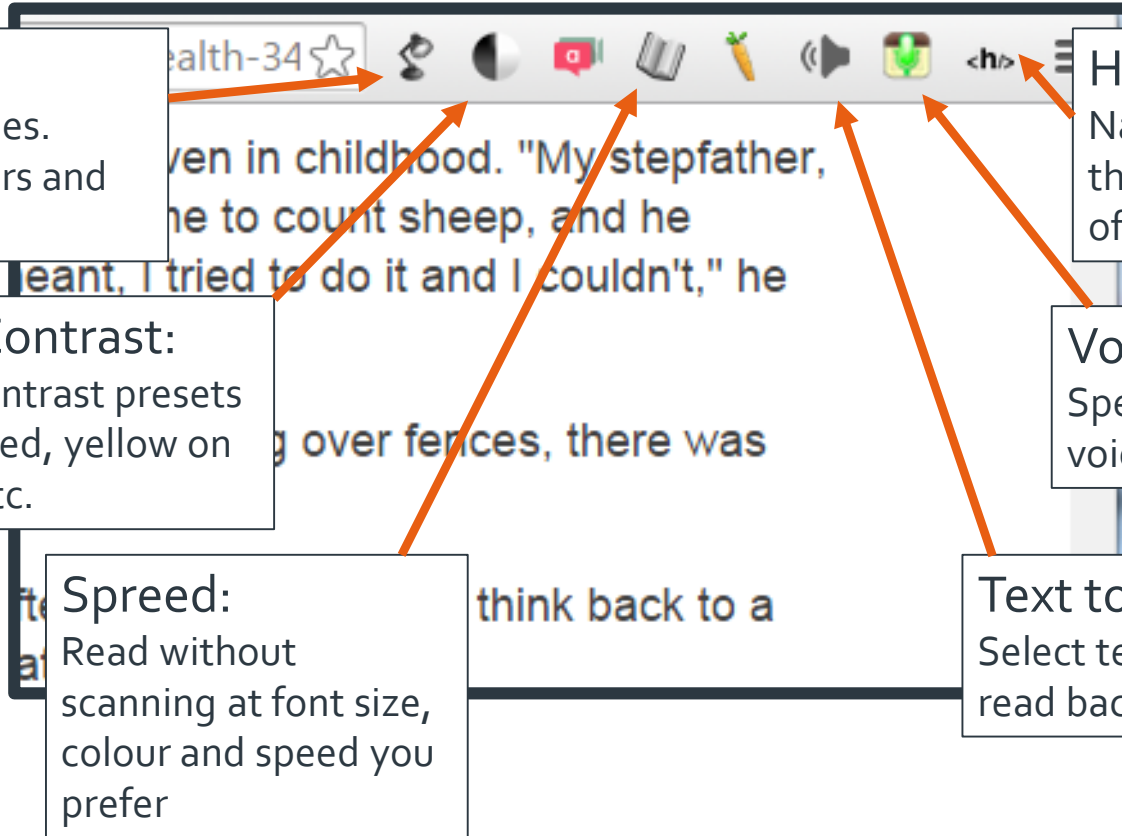 ealth-34
<h/>
es.
rs and
ven in childhood. "My stepfather,
ne to count sheep, and he
eant, I tried to do it and I couldn't," he
ontrast:
ntrast presets
ed, yellow on
tc.
g over fences, there was
think back to a
Spreed:
Read without
scanning at font size,
colour and speed you
prefer
H
Na
th
of
Vo
Spe
voi
Text to
Select te
read bac